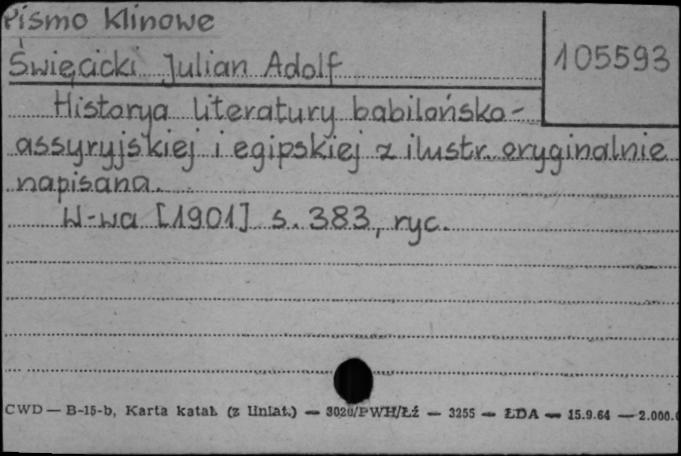 Pismo klinowe
Święcicki Julian Adolf
105593
Historya literatury babilońsko-
assyryjskiej i egipskiej z ilustr. oryginalnie
napisana.
W-wa [1901] s. 383, ryc.
CWD — B-15-b, Karta katal. (z liniat.) — 3020/PWH/Łź — 3255 — ŁDA — 15.9.64 — 2.000.